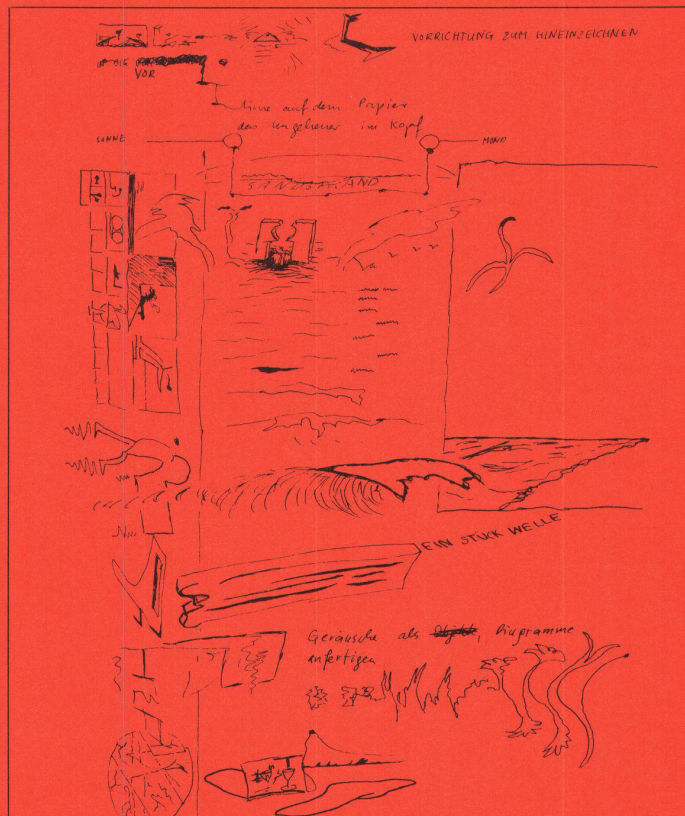 VORRICHTUNG ZUM HINEINZEICHNEN
VOR
Linie auf dem Papier
das Ungeheuer im Kopf
SONNE
MOND
EIN STÜCK WELLE
Geräusche als Objekte, Diagramme
anfertigen